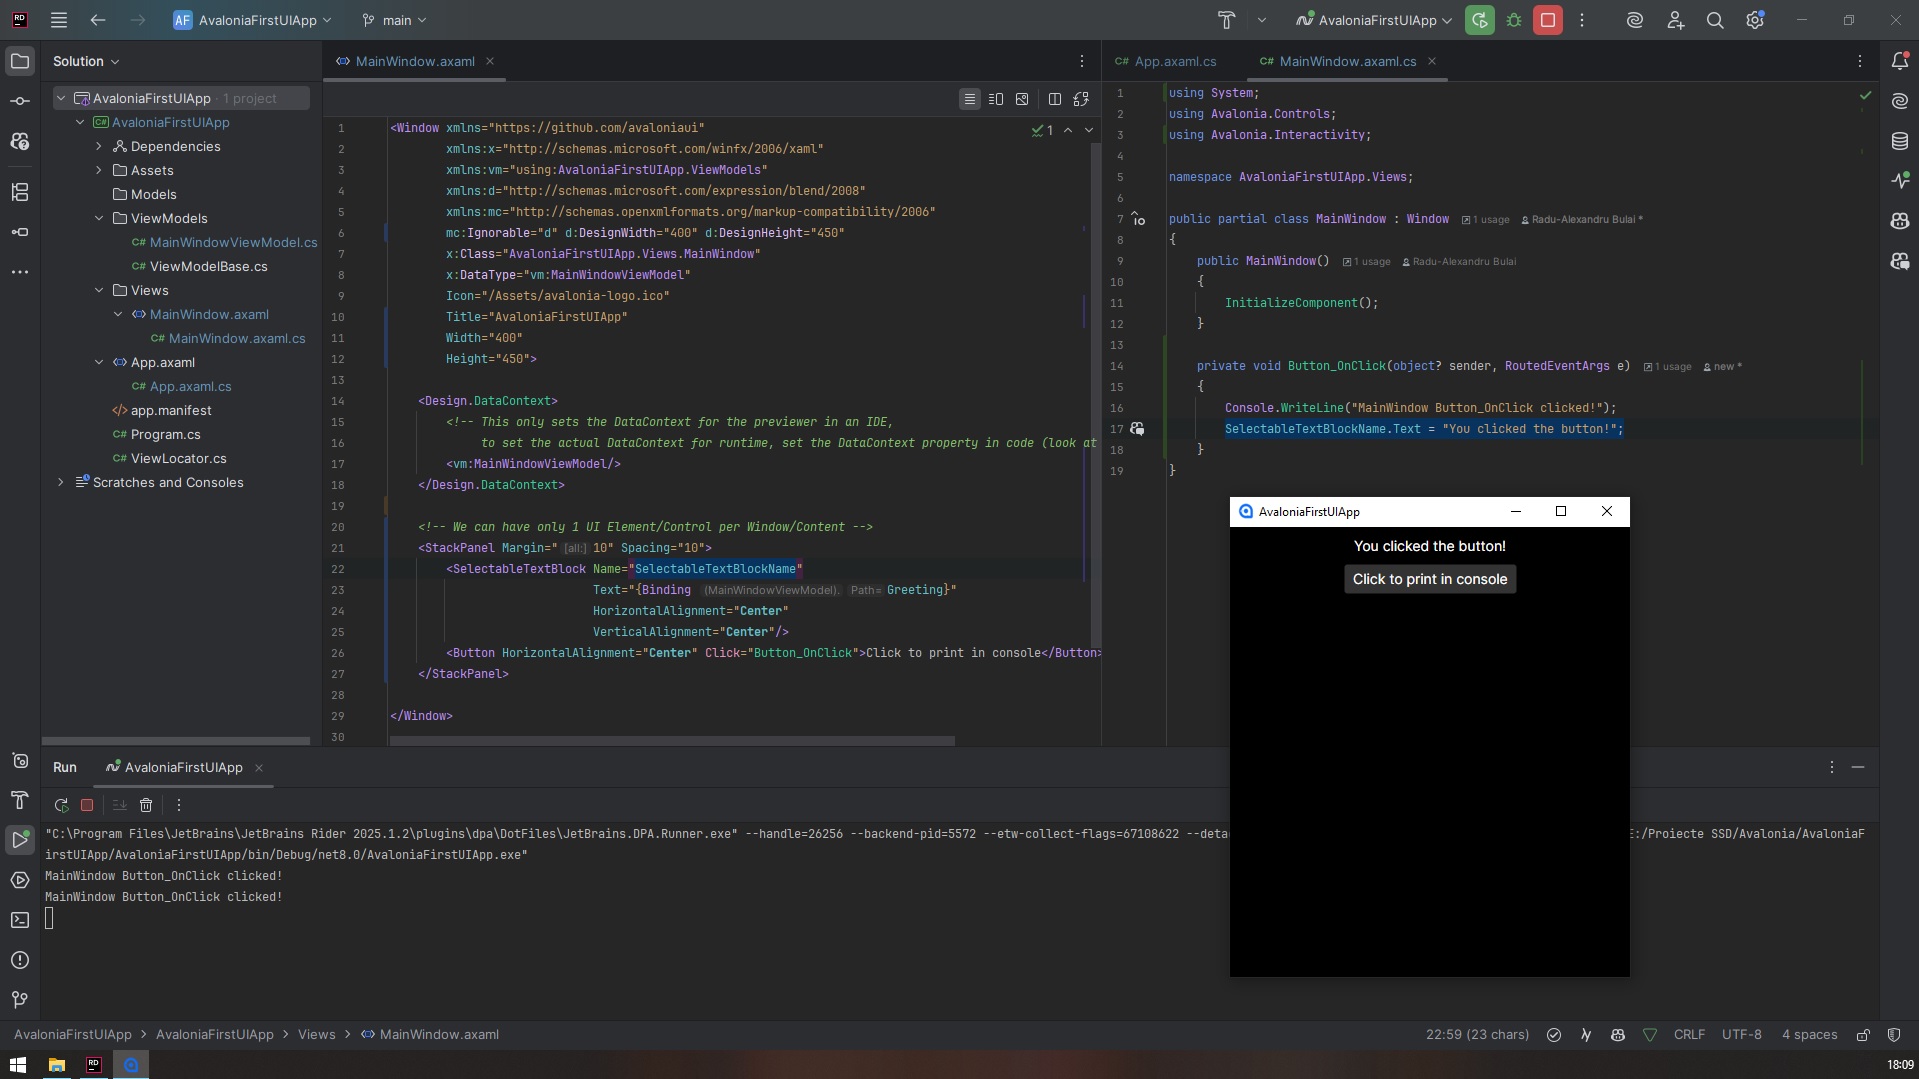 AF AvaloniaFirstUIApp main AvaloniaFirstUIApp
Solution
AvaloniaFirstUIApp · 1 project
C# AvaloniaFirstUIApp
Dependencies
Assets
Models
ViewModels
C# MainWindowViewModel.cs
C# ViewModelBase.cs
Views
MainWindow.axaml
C# MainWindow.axaml.cs
App.axaml
C# App.axaml.cs
app.manifest
C# Program.cs
C# ViewLocator.cs
Scratches and Consoles
MainWindow.axaml
1
1 <Window xmlns="https://github.com/avaloniaui"
2 xmlns:x="http://schemas.microsoft.com/winfx/2006/xaml"
3 xmlns:vm="using:AvaloniaFirstUIApp.ViewModels"
4 xmlns:d="http://schemas.microsoft.com/expression/blend/2008"
5 xmlns:mc="http://schemas.openxmlformats.org/markup-compatibility/2006"
6 mc:Ignorable="d" d:DesignWidth="400" d:DesignHeight="450"
7 x:Class="AvaloniaFirstUIApp.Views.MainWindow"
8 x:DataType="vm:MainWindowViewModel"
9 Icon="/Assets/avalonia-logo.ico"
10 Title="AvaloniaFirstUIApp"
11 Width="400"
12 Height="450">
13
14 <Design.DataContext>
15 <!-- This only sets the DataContext for the previewer in an IDE,
16 to set the actual DataContext for runtime, set the DataContext property in code (look at
17 <vm:MainWindowViewModel/>
18 </Design.DataContext>
19
20 <!-- We can have only 1 UI Element/Control per Window/Content -->
21 <StackPanel Margin=" [all:] 10" Spacing="10">
22 <SelectableTextBlock Name="SelectableTextBlockName"
23 Text="{Binding (MainWindowViewModel). Path= Greeting}"
24 HorizontalAlignment="Center"
25 VerticalAlignment="Center"/>
26 <Button HorizontalAlignment="Center" Click="Button_OnClick">Click to print in console</Button>
27 </StackPanel>
28
29 </Window>
30
C# App.axaml.cs C# MainWindow.axaml.cs
1 using System;
2 using Avalonia.Controls;
3 using Avalonia.Interactivity;
4
5 namespace AvaloniaFirstUIApp.Views;
6
7 public partial class MainWindow : Window 1 usage Radu-Alexandru Bulai *
8 {
9 public MainWindow() 1 usage Radu-Alexandru Bulai
10 {
11 InitializeComponent();
12 }
13
14 private void Button_OnClick(object? sender, RoutedEventArgs e) 1 usage new *
15 {
16 Console.WriteLine("MainWindow Button_OnClick clicked!");
17 SelectableTextBlockName.Text = "You clicked the button!";
18 }
19 }
AvaloniaFirstUIApp
You clicked the button!
Click to print in console
Run AvaloniaFirstUIApp
"C:\Program Files\JetBrains\JetBrains Rider 2025.1.2\plugins\dpa\DotFiles\JetBrains.DPA.Runner.exe" --handle=26256 --backend-pid=5572 --etw-collect-flags=67108622 --deta E:/Proiecte SSD/Avalonia/AvaloniaF
irstUIApp/AvaloniaFirstUIApp/bin/Debug/net8.0/AvaloniaFirstUIApp.exe"
MainWindow Button_OnClick clicked!
MainWindow Button_OnClick clicked!
AvaloniaFirstUIApp > AvaloniaFirstUIApp > Views > MainWindow.axaml
22:59 (23 chars) CRLF UTF-8 4 spaces
18:09